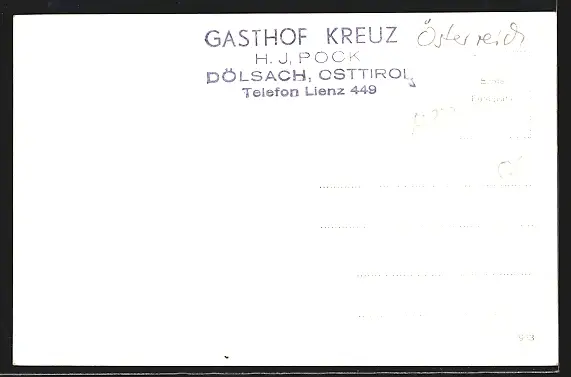 GASTHOF KREUZ Österreich
H. J. POCK
DÖLSACH, OSTTIROL
Telefon Lienz 449